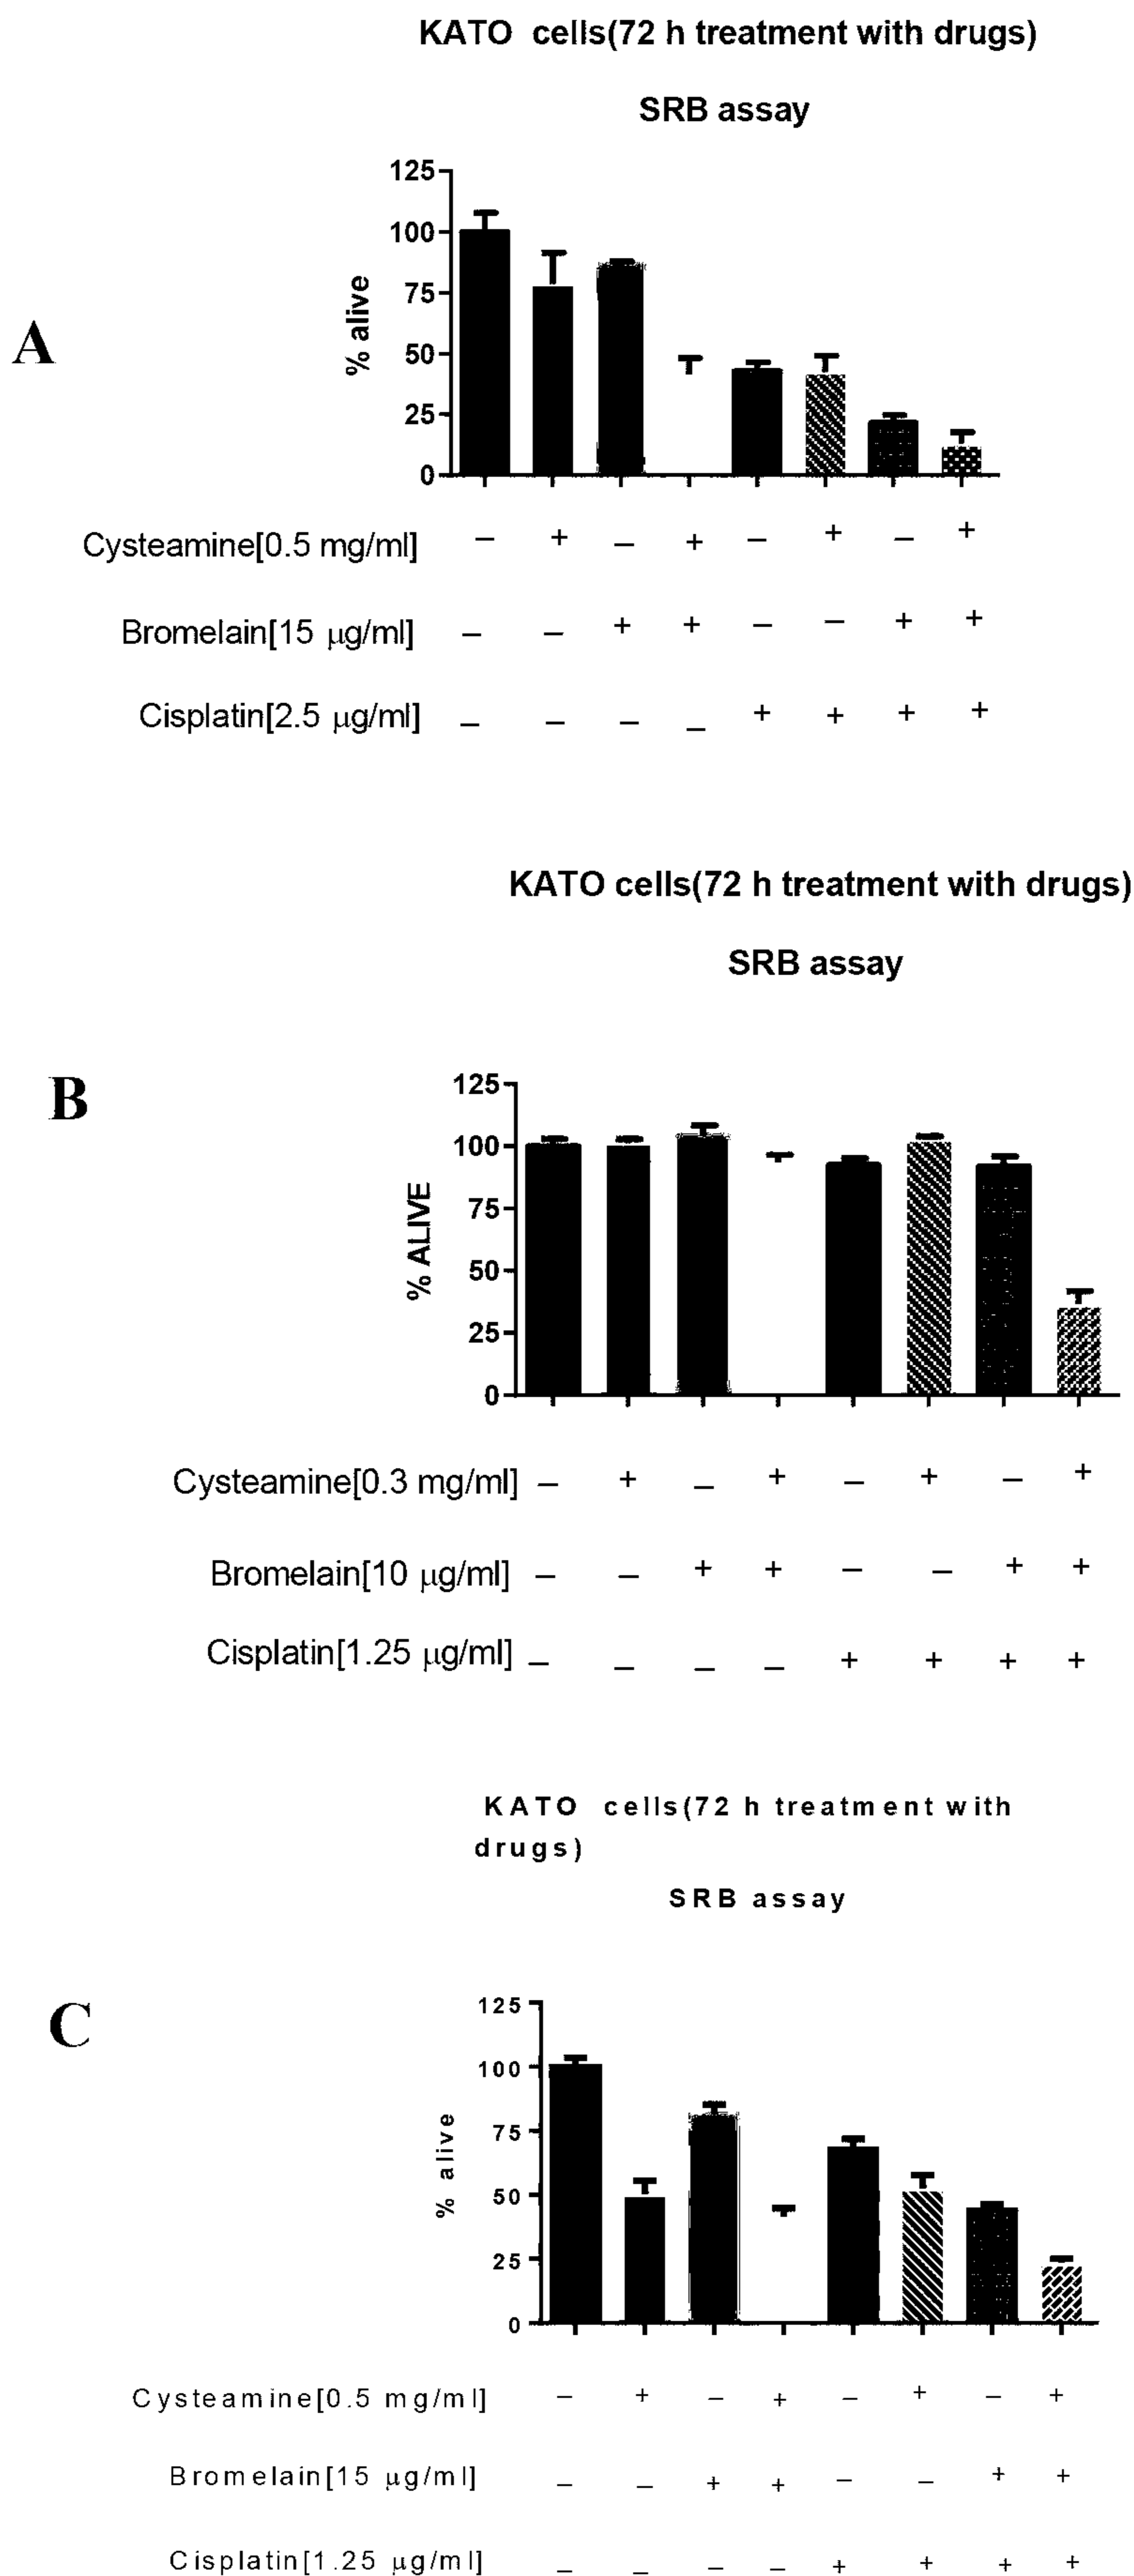 KATO cells(72 h treatment with drugs)
SRB assay
A
% alive
125
100
75
50
25
0
Cysteamine[0.5 mg/ml] – + – + – + – +
Bromelain[15 µg/ml] – – + + – – + +
Cisplatin[2.5 µg/ml] – – – – + + + +
KATO cells(72 h treatment with drugs)
SRB assay
B
% ALIVE
125
100
75
50
25
0
Cysteamine[0.3 mg/ml] – + – + – + – +
Bromelain[10 µg/ml] – – + + – – + +
Cisplatin[1.25 µg/ml] – – – – + + + +
KATO cells(72 h treatment with
drugs)
SRB assay
C
% alive
125
100
75
50
25
0
Cysteamine[0.5 mg/ml] – + – + – + – +
Bromelain[15 µg/ml] – – + + – – + +
Cisplatin[1.25 µg/ml] – – – – + + + +